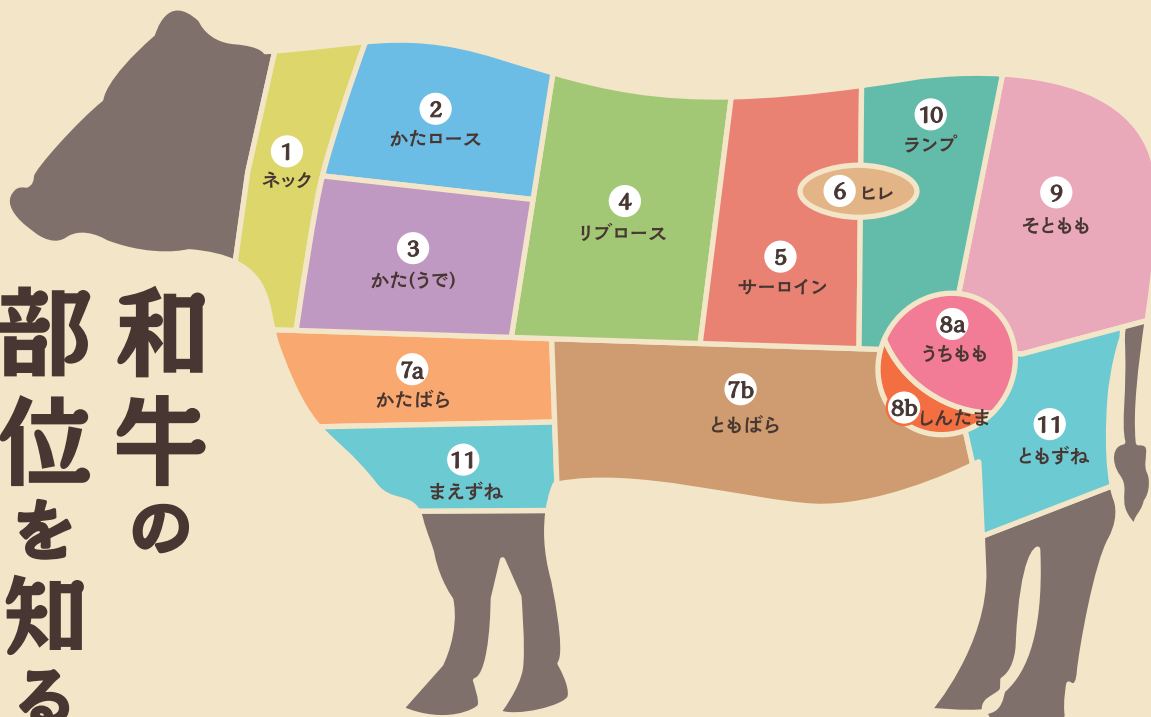 和牛の
部位を知る
1
ネック
2
かたロース
3
かた(うで)
4
リブロース
5
サーロイン
6 ヒレ
10
ランプ
9
そともも
8a
うちもも
8b しんたま
7a
かたばら
7b
ともばら
11
まえずね
11
ともずね